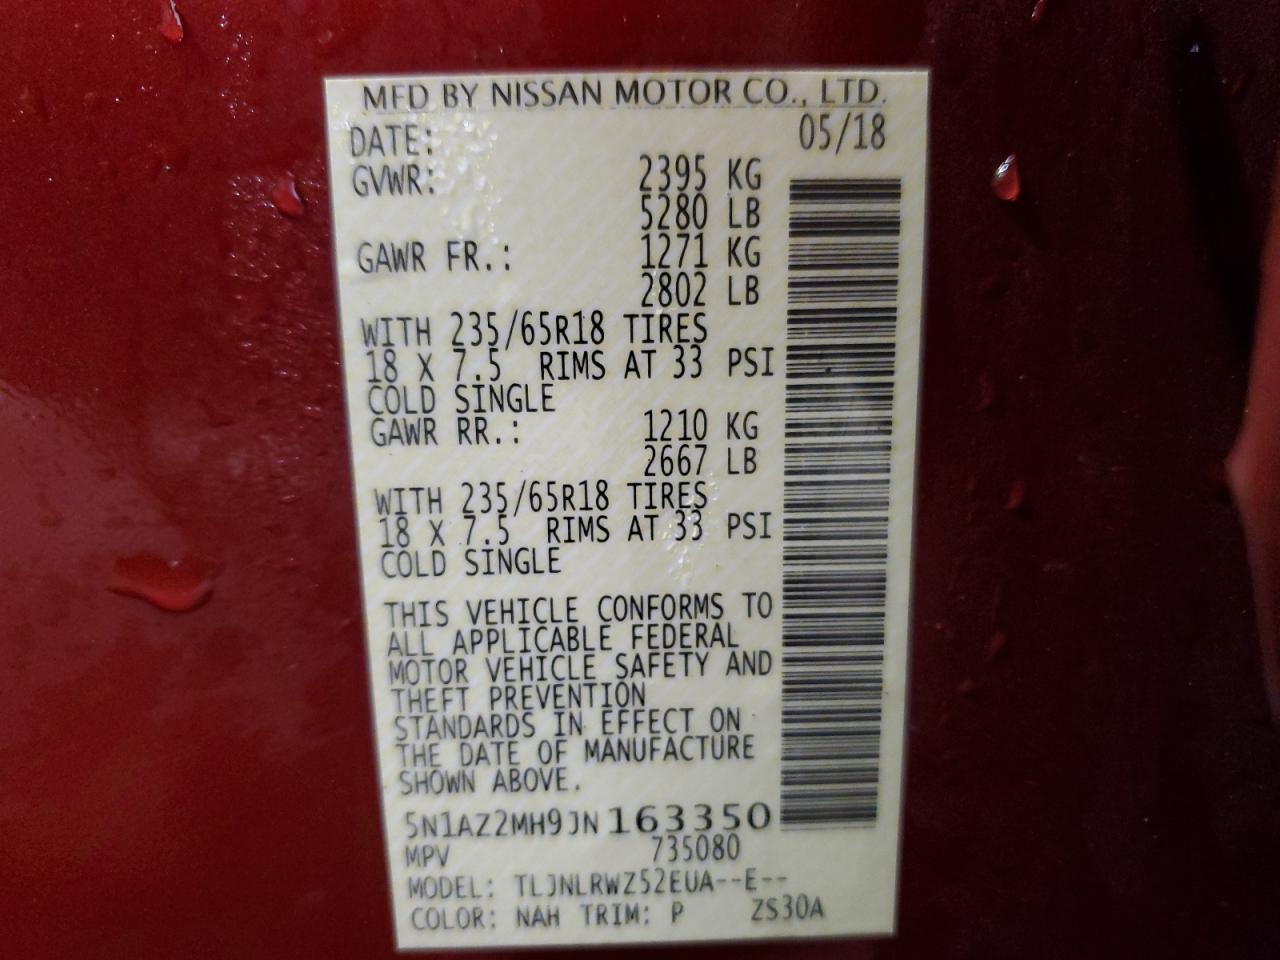 MFD BY NISSAN MOTOR CO., LTD.
DATE: 05/18
GVWR: 2395 KG
5280 LB
GAWR FR.: 1271 KG
2802 LB
WITH 235/65R18 TIRES
18 X 7.5 RIMS AT 33 PSI
COLD SINGLE
GAWR RR.: 1210 KG
2667 LB
WITH 235/65R18 TIRES
18 X 7.5 RIMS AT 33 PSI
COLD SINGLE
THIS VEHICLE CONFORMS TO
ALL APPLICABLE FEDERAL
MOTOR VEHICLE SAFETY AND
THEFT PREVENTION
STANDARDS IN EFFECT ON
THE DATE OF MANUFACTURE
SHOWN ABOVE.
5N1AZ2MH9JN163350
MPV 735080
MODEL: TLJNLRWZ52EUA--E--
COLOR: NAH TRIM: P ZS30A